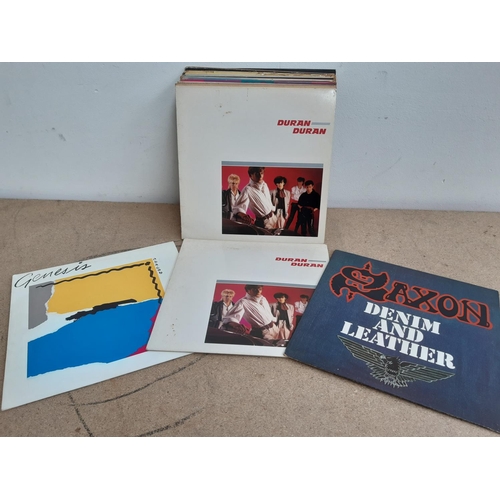 DURAN
DURAN
Genesis
DURAN
DURAN
SAXON
DENIM
AND
LEATHER